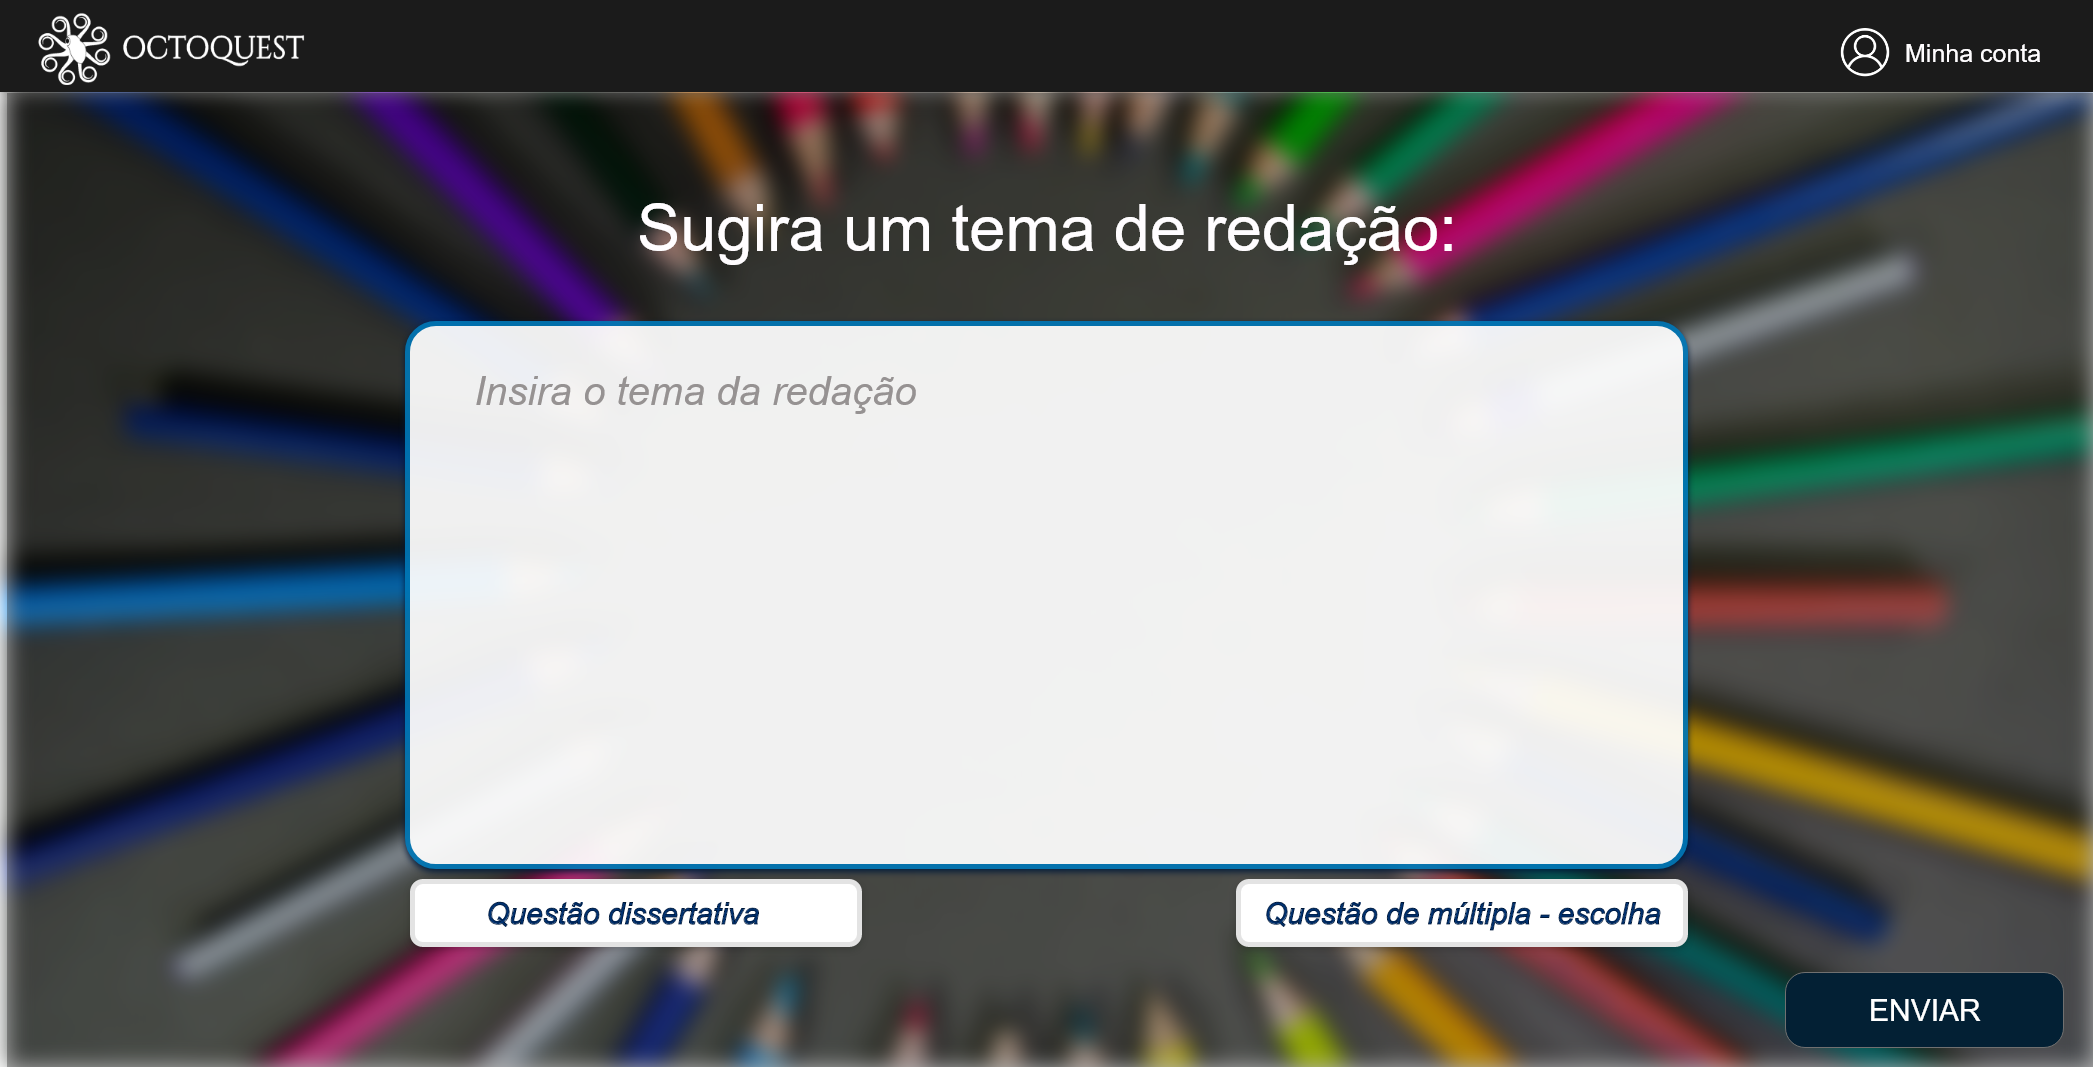 OCTOQUEST
Minha conta
Sugira um tema de redação:
Insira o tema da redação
Questão dissertativa
Questão de múltipla - escolha
ENVIAR